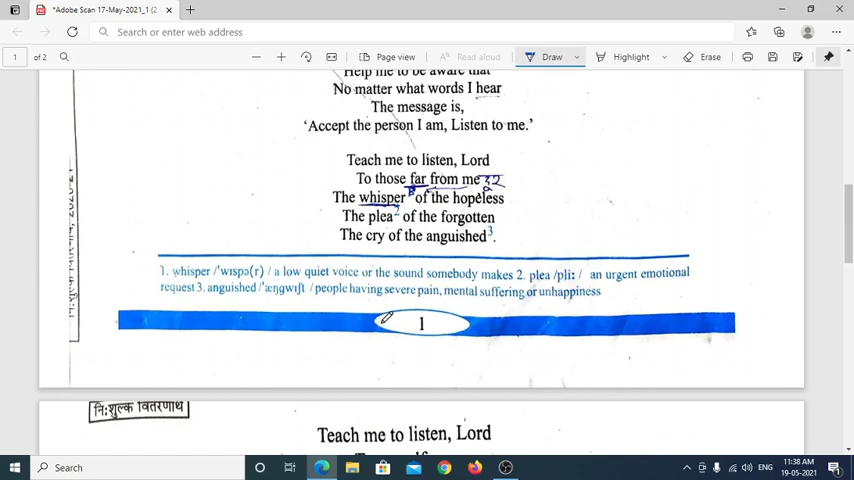 *Adobe Scan 17-May-2021_1 (2
Search or enter web address
1 of 2
Page view
Read aloud
Draw
Highlight
Erase
Help me to be aware that
No matter what words I hear
The message is,
‘Accept the person I am, Listen to me.’
Teach me to listen, Lord
To those far from me
The whisper of the hopeless
The plea2 of the forgotten
The cry of the anguished3.
1. whisper /ˈwɪspə(r) / a low quiet voice or the sound somebody makes 2. plea /pliː / an urgent emotional
request 3. anguished /ˈæŋgwɪʃt / people having severe pain, mental suffering or unhappiness
1
नि:शुल्क वितरणार्थ
Teach me to listen, Lord
Search
ENG
11:38 AM
19-05-2021